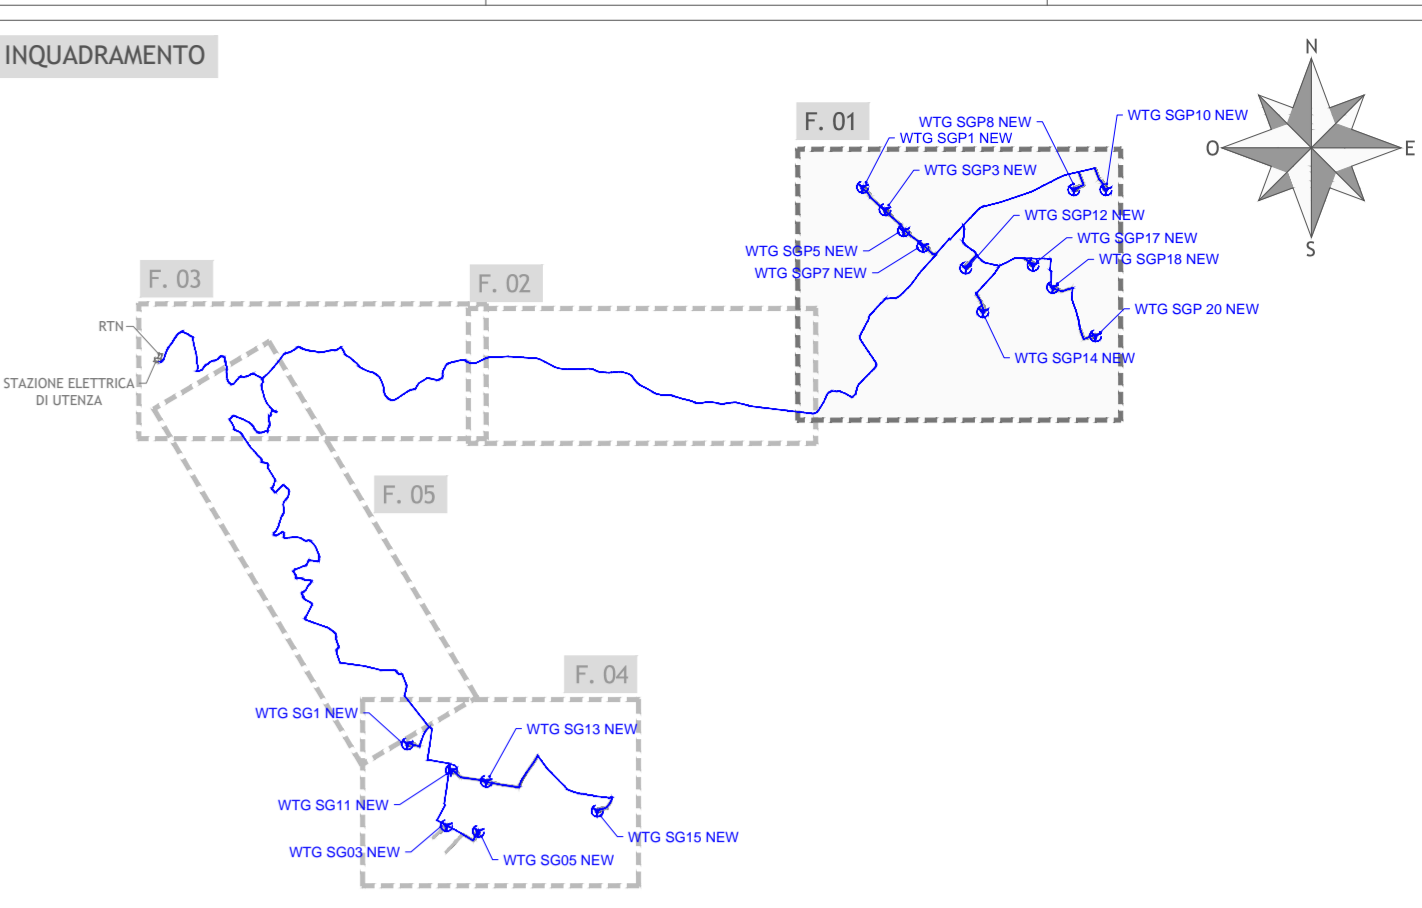 INQUADRAMENTO
N
O
E
S
F. 01
WTG SGP8 NEW
WTG SGP10 NEW
WTG SGP1 NEW
WTG SGP3 NEW
WTG SGP12 NEW
WTG SGP17 NEW
WTG SGP5 NEW
WTG SGP18 NEW
WTG SGP7 NEW
WTG SGP 20 NEW
WTG SGP14 NEW
F. 03
F. 02
RTN
STAZIONE ELETTRICA
DI UTENZA
F. 05
F. 04
WTG SG1 NEW
WTG SG13 NEW
WTG SG11 NEW
WTG SG15 NEW
WTG SG03 NEW
WTG SG05 NEW